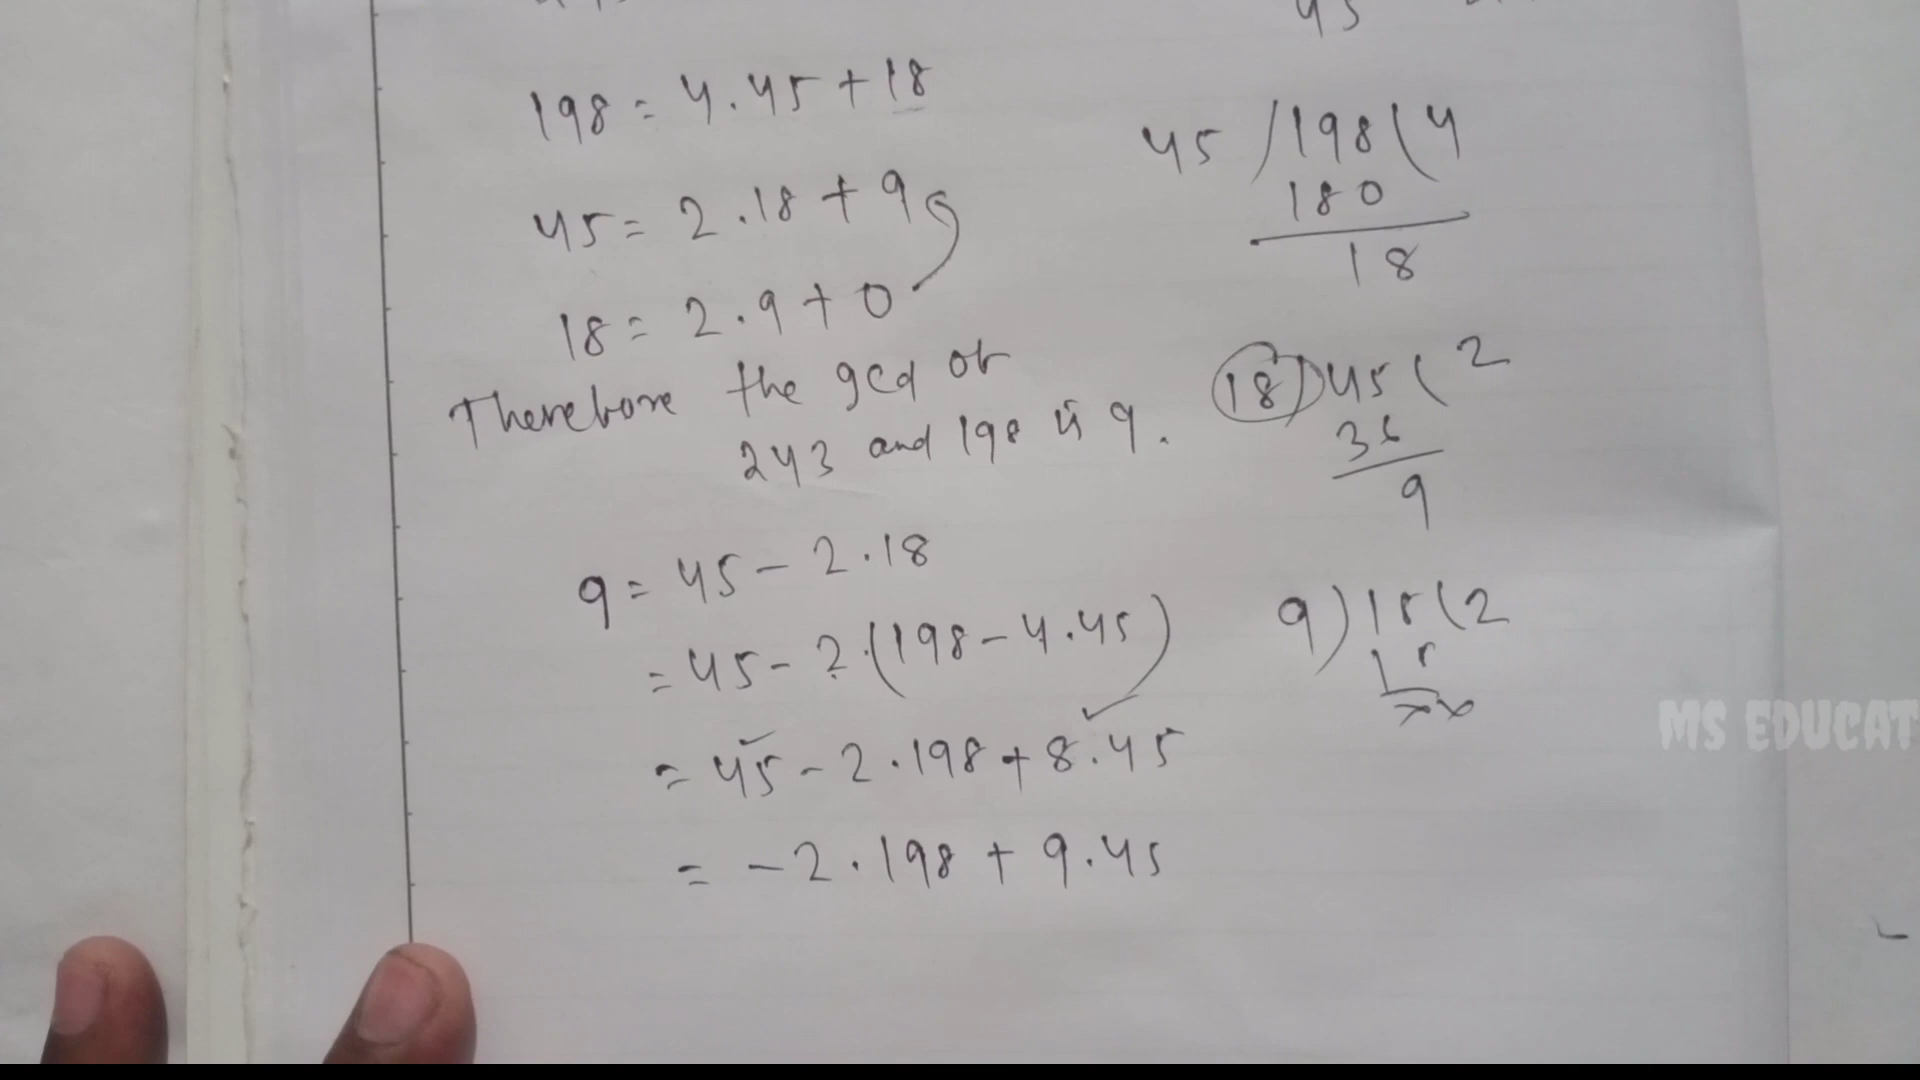 45
198 = 4.45 + 18
45 = 2.18 + 9
18 = 2.9 + 0
Therefore the gcd of
243 and 198 is 9.
9 = 45 - 2.18
= 45 - 2.(198 - 4.45)
= 45 - 2.198 + 8.45
= -2.198 + 9.45
45 /198( 4
180
18
18)45( 2
36
9
9)18(2
18
xx
MS EDUCAT